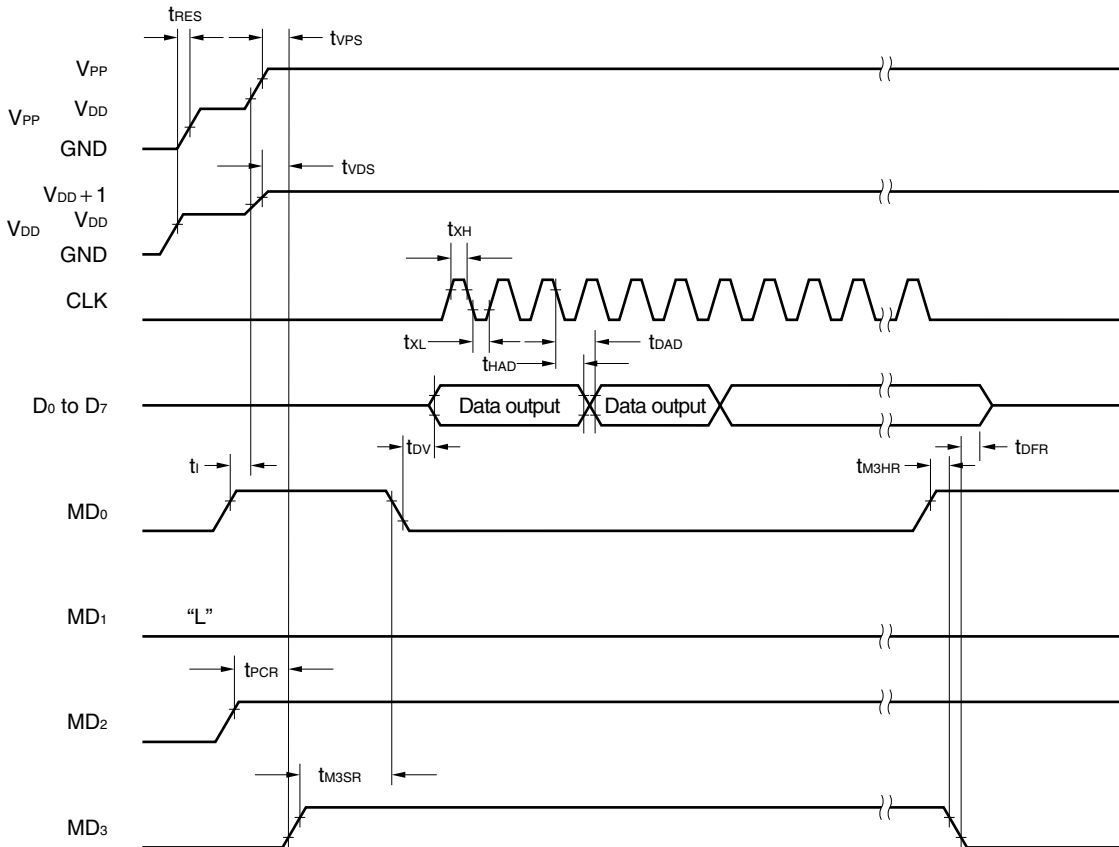 tRES
tVPS
VPP
VPP
VDD
GND
tVDS
VDD + 1
VDD
VDD
GND
tXH
CLK
tXL
tHAD
tDAD
D0 to D7
Data output
Data output
tDV
tDFR
tI
tM3HR
MD0
MD1
“L”
tPCR
MD2
tM3SR
MD3